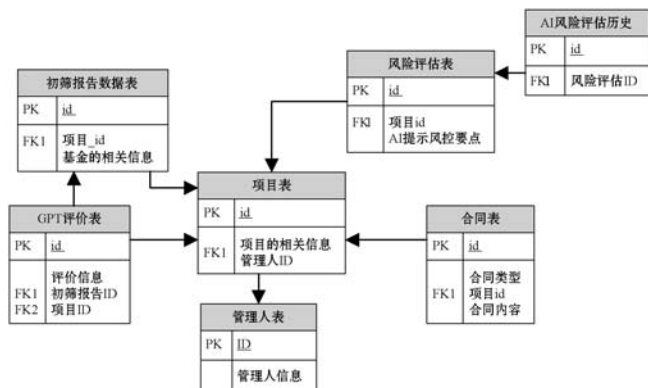 AI风险评估历史
PK id
FK1 风险评估ID
风险评估表
PK id
FK1 项目id
AI提示风控要点
初筛报告数据表
PK id
FK1 项目_id
基金的相关信息
项目表
PK id
FK1 项目的相关信息
管理人ID
GPT评价表
PK id
评价信息
FK1 初筛报告ID
FK2 项目ID
合同表
PK id
合同类型
FK1 项目id
合同内容
管理人表
PK ID
管理人信息